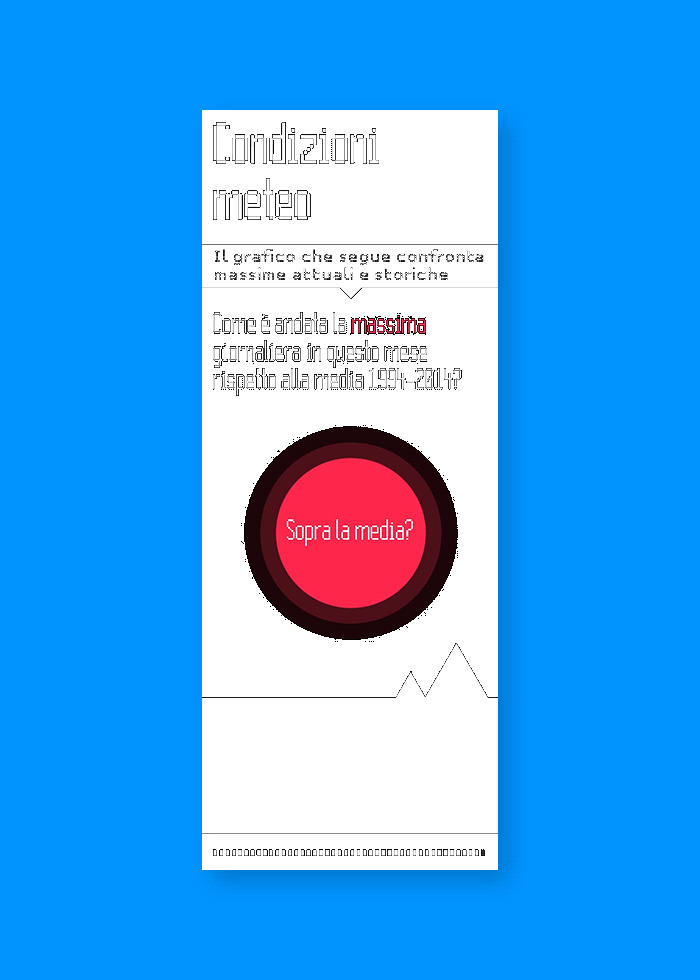 Condizioni
meteo
Il grafico che segue confronta
massime attuali e storiche
Come è andata la massima
giornaliera in questo mese
rispetto alla media 1994-2014?
Sopra la media?